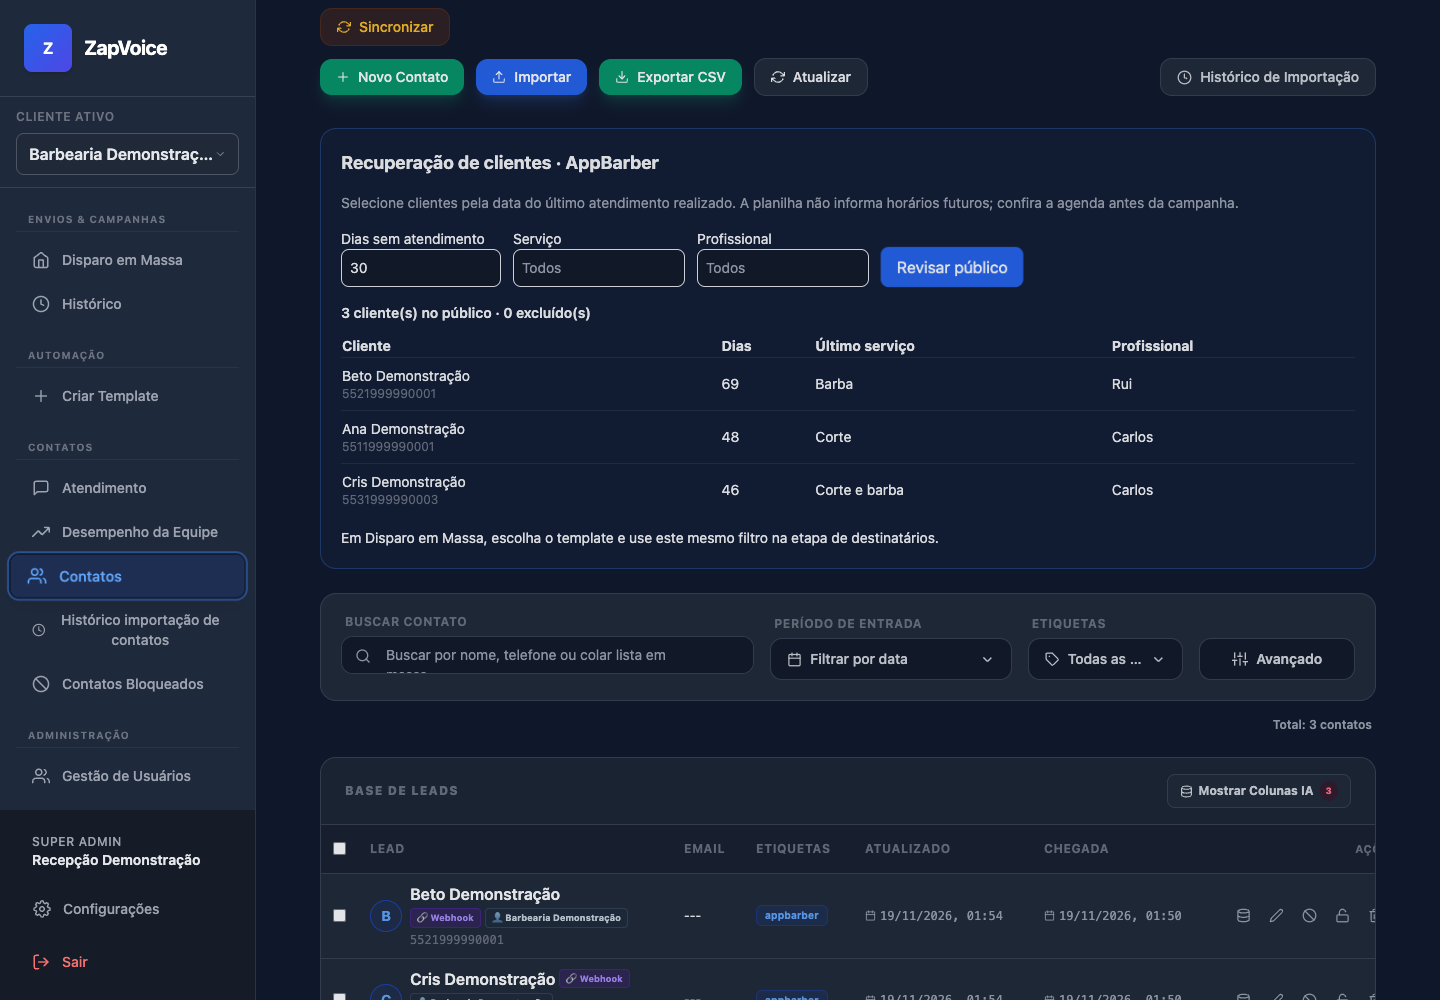 Z
ZapVoice
CLIENTE ATIVO
Barbearia Demonstraç...
ENVIOS & CAMPANHAS
Disparo em Massa
Histórico
AUTOMAÇÃO
Criar Template
CONTATOS
Atendimento
Desempenho da Equipe
Contatos
Histórico importação de
contatos
Contatos Bloqueados
ADMINISTRAÇÃO
Gestão de Usuários
SUPER ADMIN
Recepção Demonstração
Configurações
Sair
Sincronizar
Novo Contato
Importar
Exportar CSV
Atualizar
Histórico de Importação
Recuperação de clientes · AppBarber
Selecione clientes pela data do último atendimento realizado. A planilha não informa horários futuros; confira a agenda antes da campanha.
Dias sem atendimento Serviço Profissional
30 Todos Todos Revisar público
3 cliente(s) no público · 0 excluído(s)
Cliente Dias Último serviço Profissional
Beto Demonstração
5521999990001
69 Barba Rui
Ana Demonstração
5511999990001
48 Corte Carlos
Cris Demonstração
5531999990003
46 Corte e barba Carlos
Em Disparo em Massa, escolha o template e use este mesmo filtro na etapa de destinatários.
BUSCAR CONTATO PERÍODO DE ENTRADA ETIQUETAS
Buscar por nome, telefone ou colar lista em
Filtrar por data Todas as ... Avançado
Total: 3 contatos
BASE DE LEADS
Mostrar Colunas IA 3
LEAD EMAIL ETIQUETAS ATUALIZADO CHEGADA
B
Beto Demonstração
Webhook Barbearia Demonstração
5521999990001
--- appbarber 19/11/2026, 01:54 19/11/2026, 01:50
Cris Demonstração Webhook